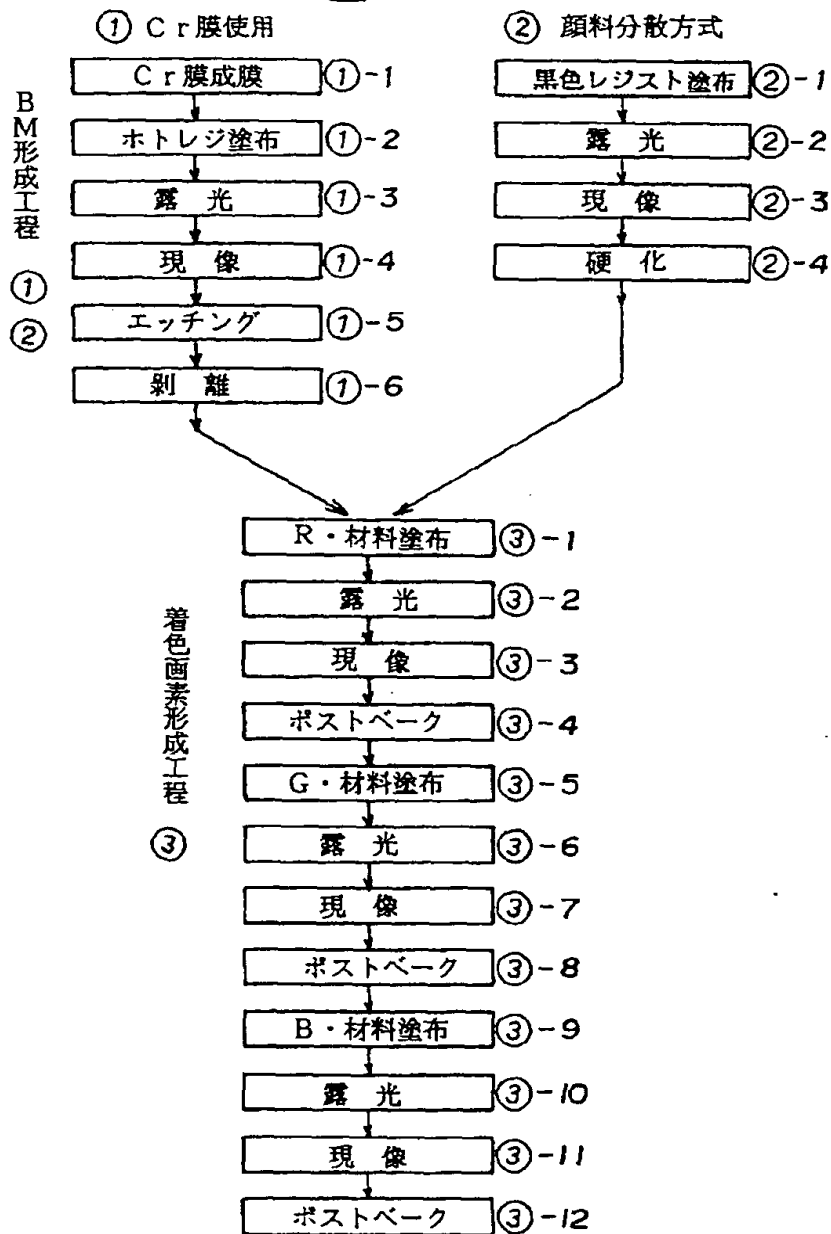 ① Cr膜使用
Cr膜成膜 ①-1
ホトレジ塗布 ①-2
露光 ①-3
現像 ①-4
エッチング ①-5
剝離 ①-6
BM形成工程
①
②
② 顔料分散方式
黒色レジスト塗布 ②-1
露光 ②-2
現像 ②-3
硬化 ②-4
着色画素形成工程
③
R・材料塗布 ③-1
露光 ③-2
現像 ③-3
ポストベーク ③-4
G・材料塗布 ③-5
露光 ③-6
現像 ③-7
ポストベーク ③-8
B・材料塗布 ③-9
露光 ③-10
現像 ③-11
ポストベーク ③-12